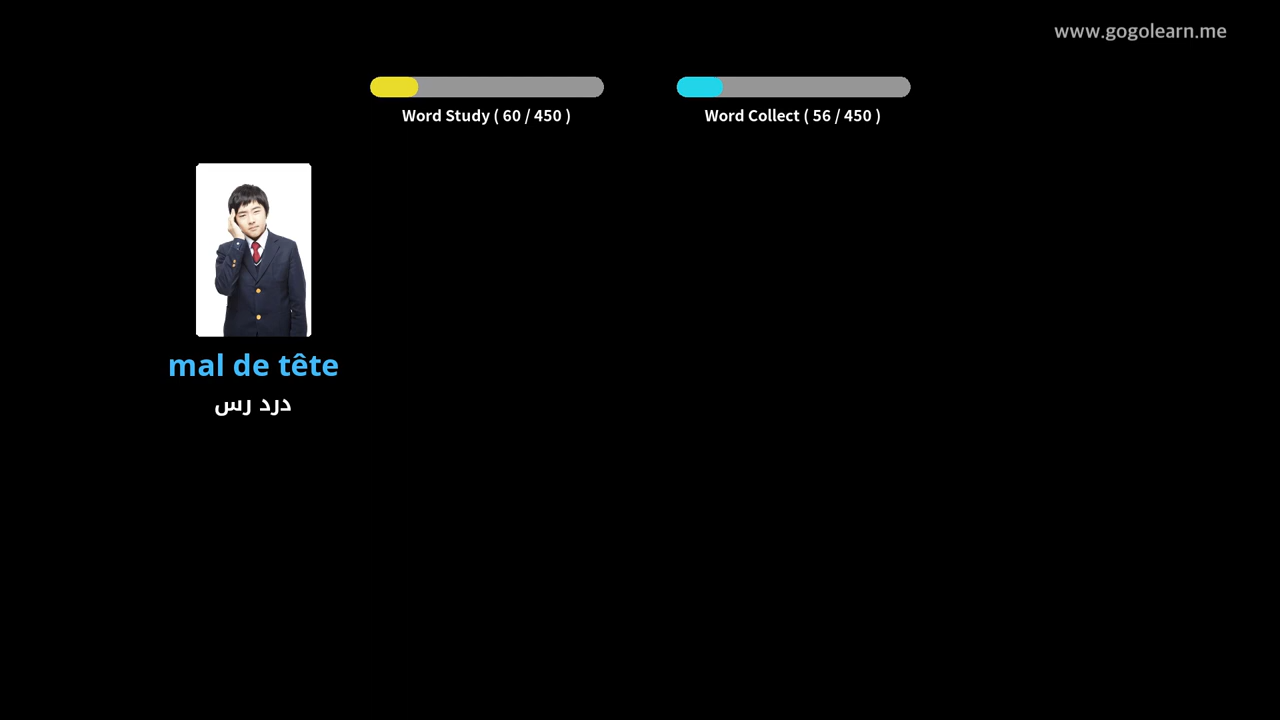 www.gogolearn.me
Word Study ( 60 / 450 )
Word Collect ( 56 / 450 )
mal de tête
درد رس